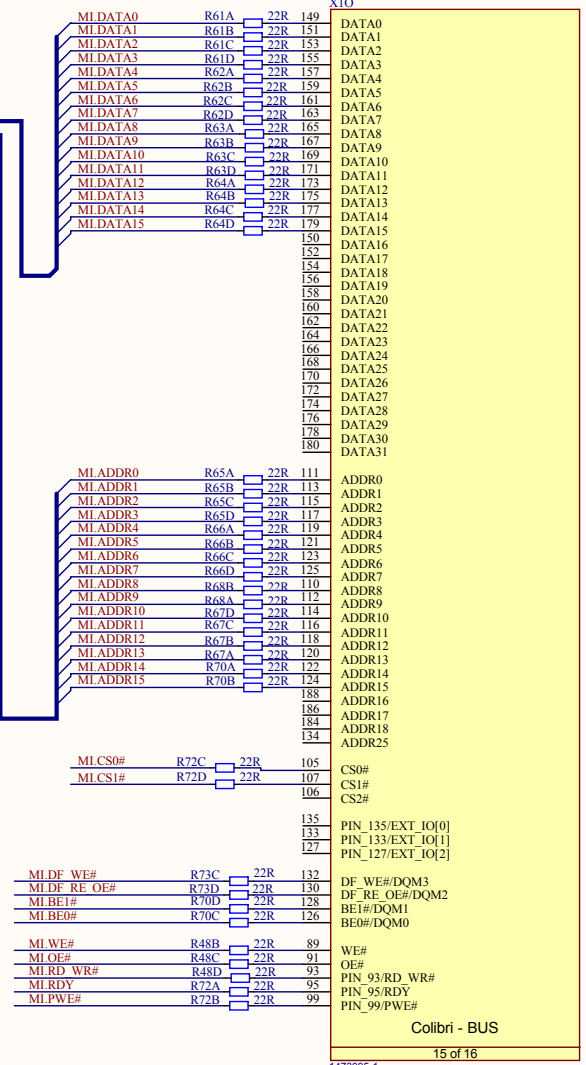 X1O
MI.DATA0 R61A 22R 149 DATA0
MI.DATA1 R61B 22R 151 DATA1
MI.DATA2 R61C 22R 153 DATA2
MI.DATA3 R61D 22R 155 DATA3
MI.DATA4 R62A 22R 157 DATA4
MI.DATA5 R62B 22R 159 DATA5
MI.DATA6 R62C 22R 161 DATA6
MI.DATA7 R62D 22R 163 DATA7
MI.DATA8 R63A 22R 165 DATA8
MI.DATA9 R63B 22R 167 DATA9
MI.DATA10 R63C 22R 169 DATA10
MI.DATA11 R63D 22R 171 DATA11
MI.DATA12 R64A 22R 173 DATA12
MI.DATA13 R64B 22R 175 DATA13
MI.DATA14 R64C 22R 177 DATA14
MI.DATA15 R64D 22R 179 DATA15
150 DATA16
152 DATA17
154 DATA18
156 DATA19
158 DATA20
160 DATA21
162 DATA22
164 DATA23
166 DATA24
168 DATA25
170 DATA26
172 DATA27
174 DATA28
176 DATA29
178 DATA30
180 DATA31
MI.ADDR0 R65A 22R 111 ADDR0
MI.ADDR1 R65B 22R 113 ADDR1
MI.ADDR2 R65C 22R 115 ADDR2
MI.ADDR3 R65D 22R 117 ADDR3
MI.ADDR4 R66A 22R 119 ADDR4
MI.ADDR5 R66B 22R 121 ADDR5
MI.ADDR6 R66C 22R 123 ADDR6
MI.ADDR7 R66D 22R 125 ADDR7
MI.ADDR8 R68B 22R 110 ADDR8
MI.ADDR9 R68A 22R 112 ADDR9
MI.ADDR10 R67D 22R 114 ADDR10
MI.ADDR11 R67C 22R 116 ADDR11
MI.ADDR12 R67B 22R 118 ADDR12
MI.ADDR13 R67A 22R 120 ADDR13
MI.ADDR14 R70A 22R 122 ADDR14
MI.ADDR15 R70B 22R 124 ADDR15
188 ADDR16
186 ADDR17
184 ADDR18
134 ADDR25
MI.CS0# R72C 22R 105 CS0#
MI.CS1# R72D 22R 107 CS1#
106 CS2#
135 PIN_135/EXT_IO[0]
133 PIN_133/EXT_IO[1]
127 PIN_127/EXT_IO[2]
MI.DF_WE# R73C 22R 132 DF_WE#/DQM3
MI.DF_RE_OE# R73D 22R 130 DF_RE_OE#/DQM2
MI.BE1# R70D 22R 128 BE1#/DQM1
MI.BE0# R70C 22R 126 BE0#/DQM0
MI.WE# R48B 22R 89 WE#
MI.OE# R48C 22R 91 OE#
MI.RD_WR# R48D 22R 93 PIN_93/RD_WR#
MI.RDY R72A 22R 95 PIN_95/RDY
MI.PWE# R72B 22R 99 PIN_99/PWE#
Colibri - BUS
15 of 16